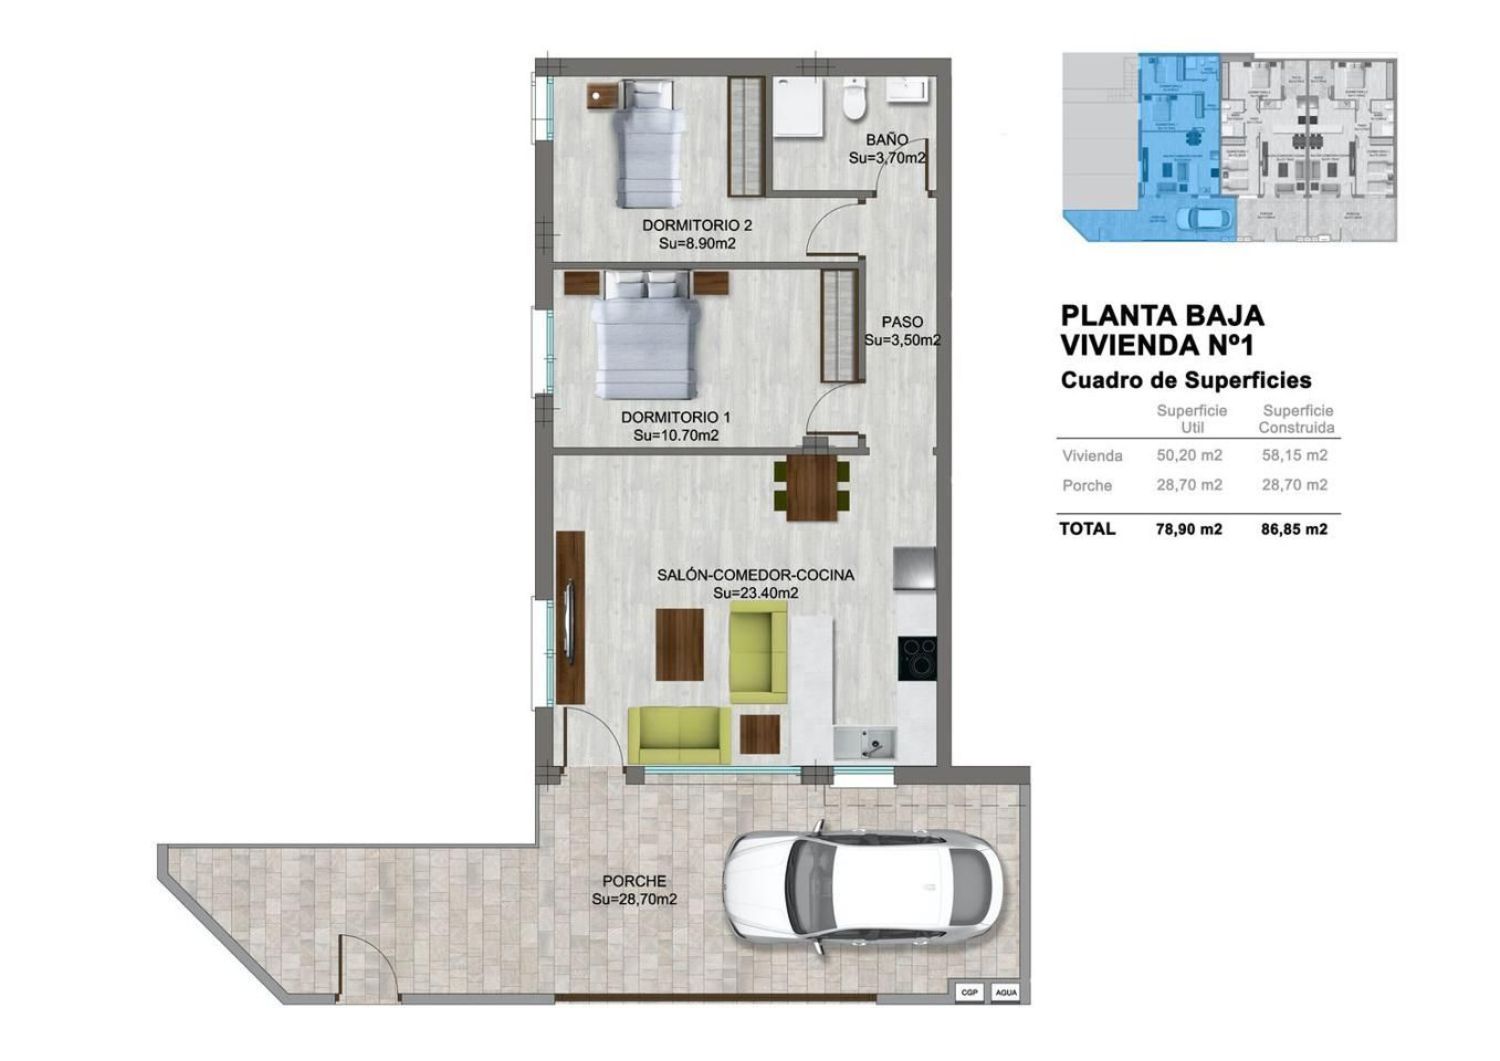 BAÑO
Su=3,70m2
DORMITORIO 2
Su=8.90m2
PASO
Su=3,50m2
DORMITORIO 1
Su=10.70m2
SALÓN-COMEDOR-COCINA
Su=23.40m2
PORCHE
Su=28,70m2
CGP
AGUA
PLANTA BAJA
VIVIENDA Nº1
Cuadro de Superficies
Superficie Util
Superficie Construida
Vivienda 50,20 m2 58,15 m2
Porche 28,70 m2 28,70 m2
TOTAL 78,90 m2 86,85 m2